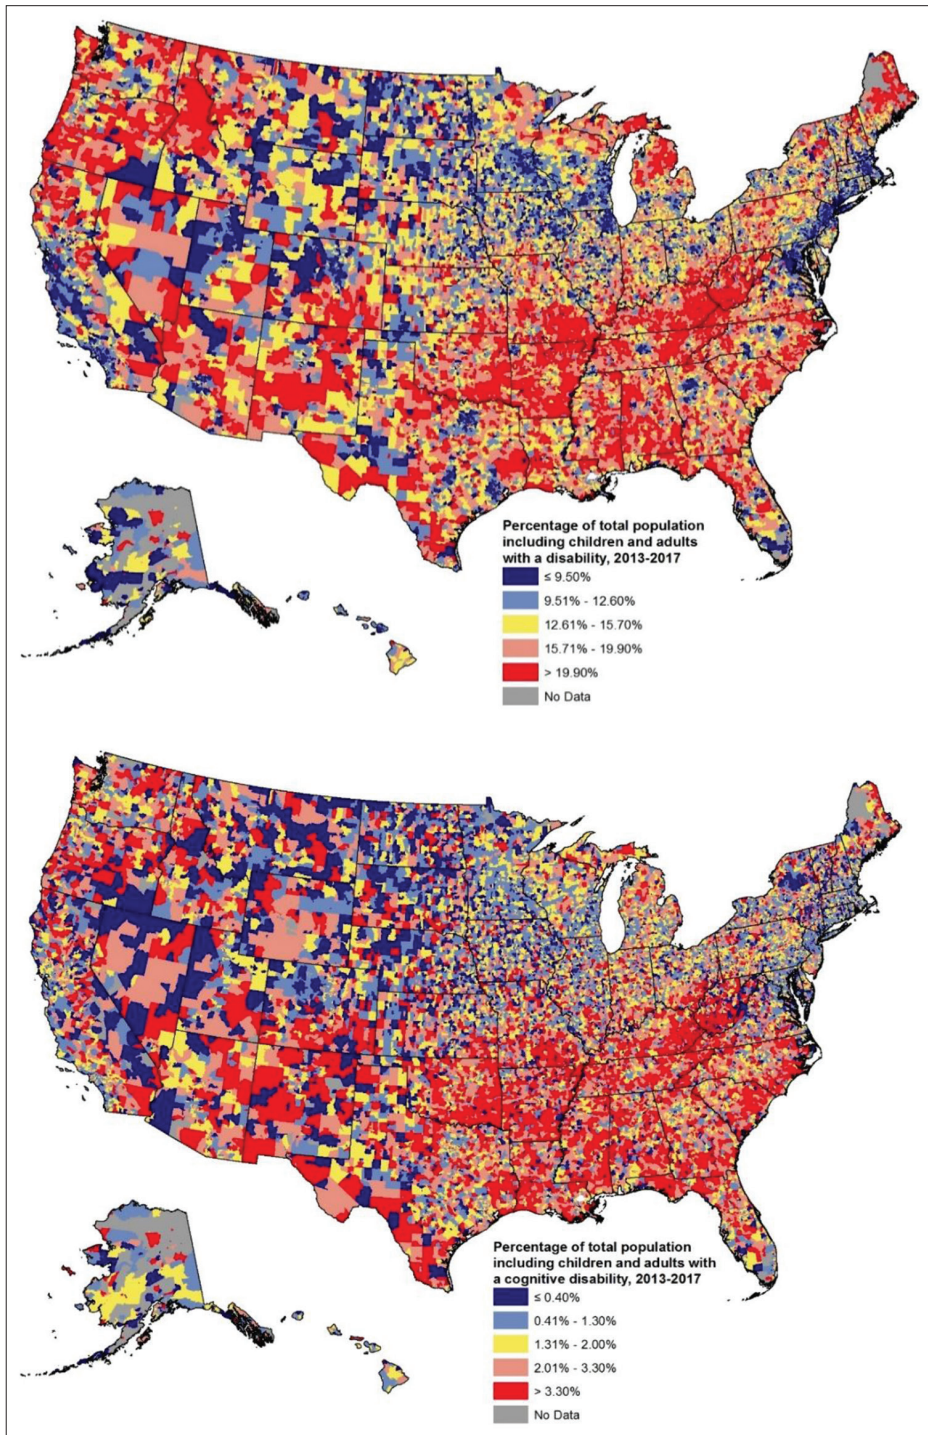 Percentage of total population
including children and adults
with a disability, 2013-2017
≤ 9.50%
9.51% - 12.60%
12.61% - 15.70%
15.71% - 19.90%
> 19.90%
No Data
Percentage of total population
including children and adults with
a cognitive disability, 2013-2017
≤ 0.40%
0.41% - 1.30%
1.31% - 2.00%
2.01% - 3.30%
> 3.30%
No Data